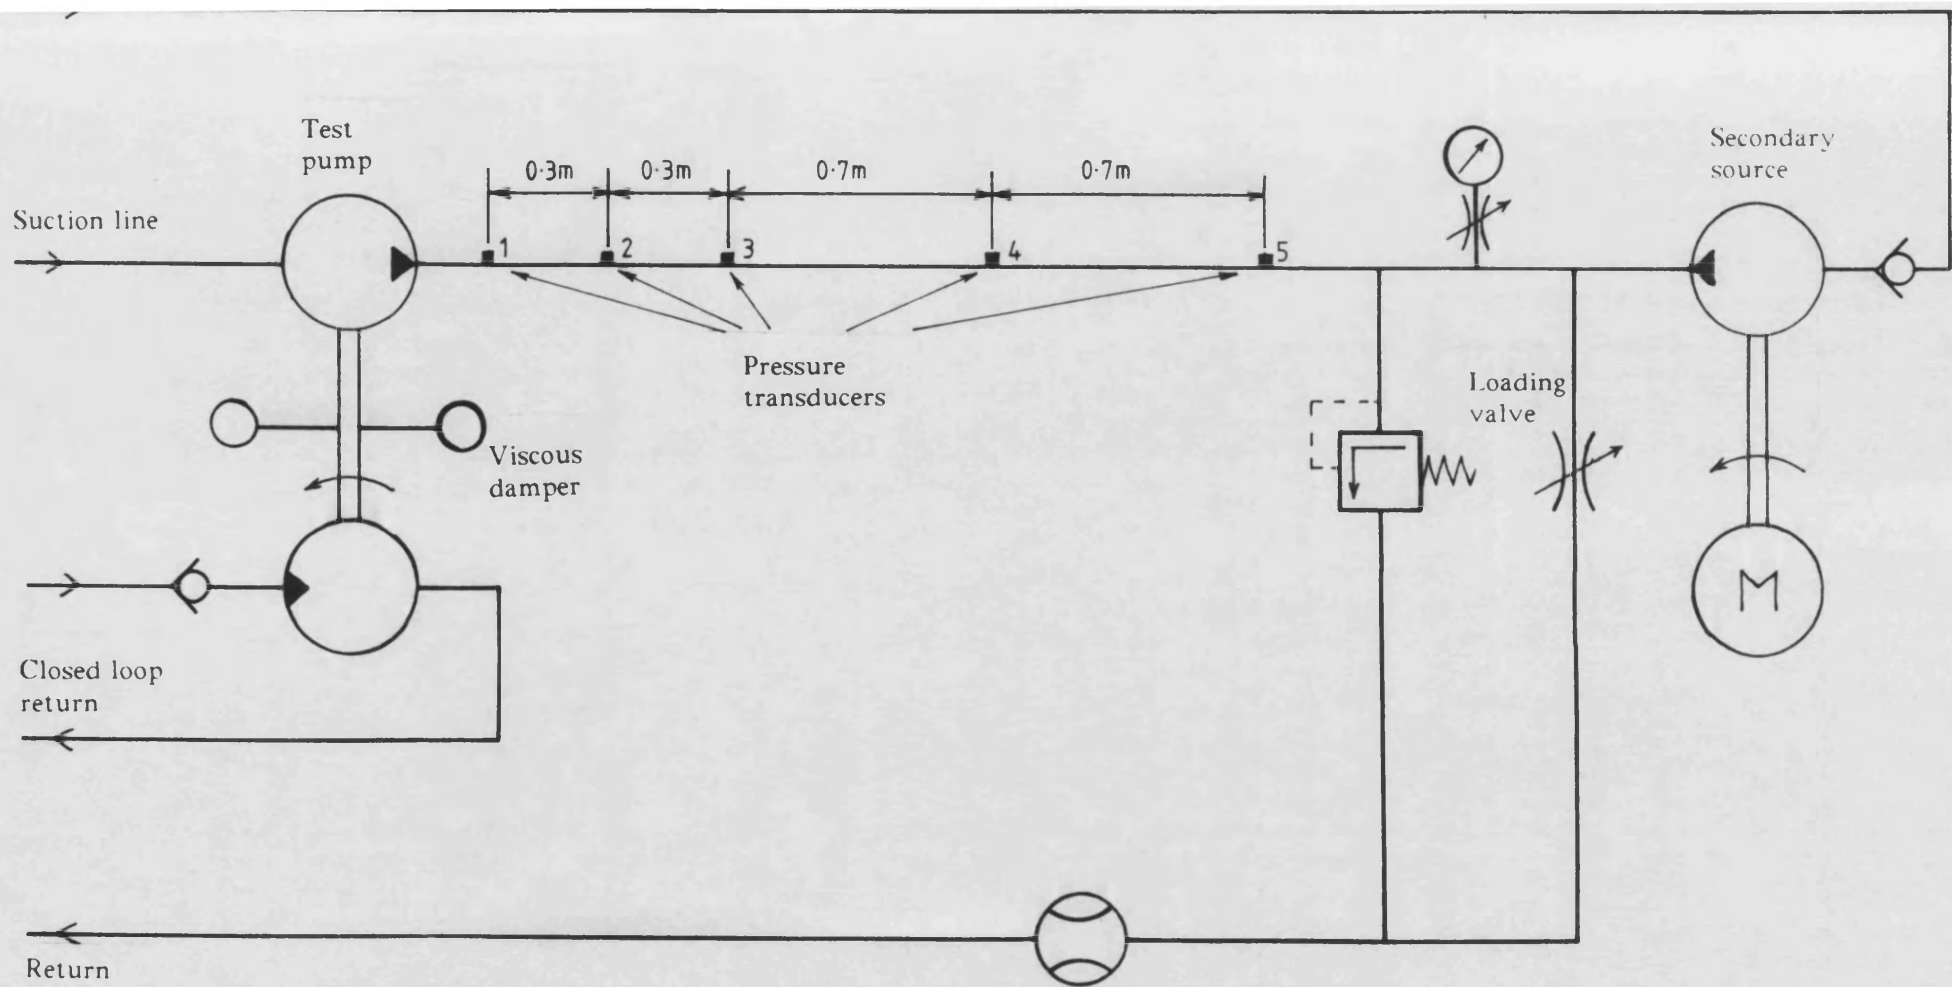 Test
pump
0·3m
0·3m
0·7m
0·7m
Secondary
source
Suction line
1
2
3
4
5
Pressure
transducers
Loading
valve
Viscous
damper
M
Closed loop
return
Return